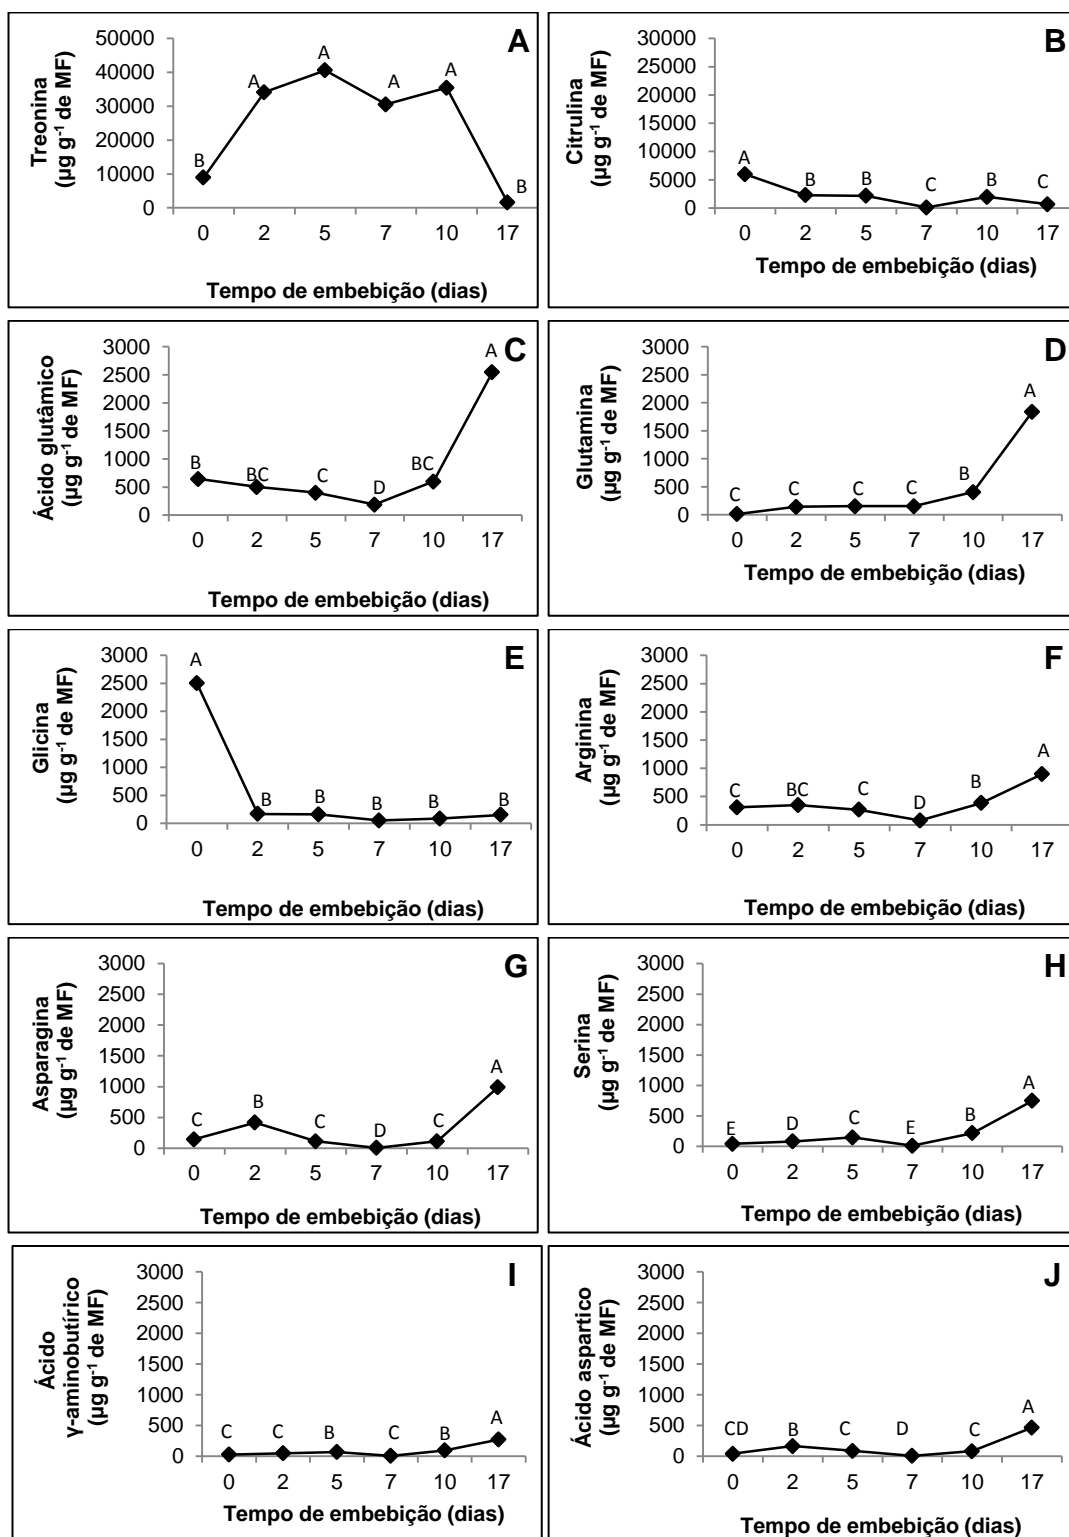 A
Treonina
(µg g⁻¹ de MF)
50000
40000
30000
20000
10000
0
B A A A A B
0 2 5 7 10 17
Tempo de embebição (dias)
B
Citrulina
(µg g⁻¹ de MF)
30000
25000
20000
15000
10000
5000
0
A B B C B C
0 2 5 7 10 17
Tempo de embebição (dias)
C
Ácido glutâmico
(µg g⁻¹ de MF)
3000
2500
2000
1500
1000
500
0
B BC C D BC A
0 2 5 7 10 17
Tempo de embebição (dias)
D
Glutamina
(µg g⁻¹ de MF)
3000
2500
2000
1500
1000
500
0
C C C C B A
0 2 5 7 10 17
Tempo de embebição (dias)
E
Glicina
(µg g⁻¹ de MF)
3000
2500
2000
1500
1000
500
0
A B B B B B
0 2 5 7 10 17
Tempo de embebição (dias)
F
Arginina
(µg g⁻¹ de MF)
3000
2500
2000
1500
1000
500
0
C BC C D B A
0 2 5 7 10 17
Tempo de embebição (dias)
G
Asparagina
(µg g⁻¹ de MF)
3000
2500
2000
1500
1000
500
0
C B C D C A
0 2 5 7 10 17
Tempo de embebição (dias)
H
Serina
(µg g⁻¹ de MF)
3000
2500
2000
1500
1000
500
0
E D C E B A
0 2 5 7 10 17
Tempo de embebição (dias)
I
Ácido
γ-aminobutírico
(µg g⁻¹ de MF)
3000
2500
2000
1500
1000
500
0
C C B C B A
0 2 5 7 10 17
Tempo de embebição (dias)
J
Ácido aspartico
(µg g⁻¹ de MF)
3000
2500
2000
1500
1000
500
0
CD B C D C A
0 2 5 7 10 17
Tempo de embebição (dias)